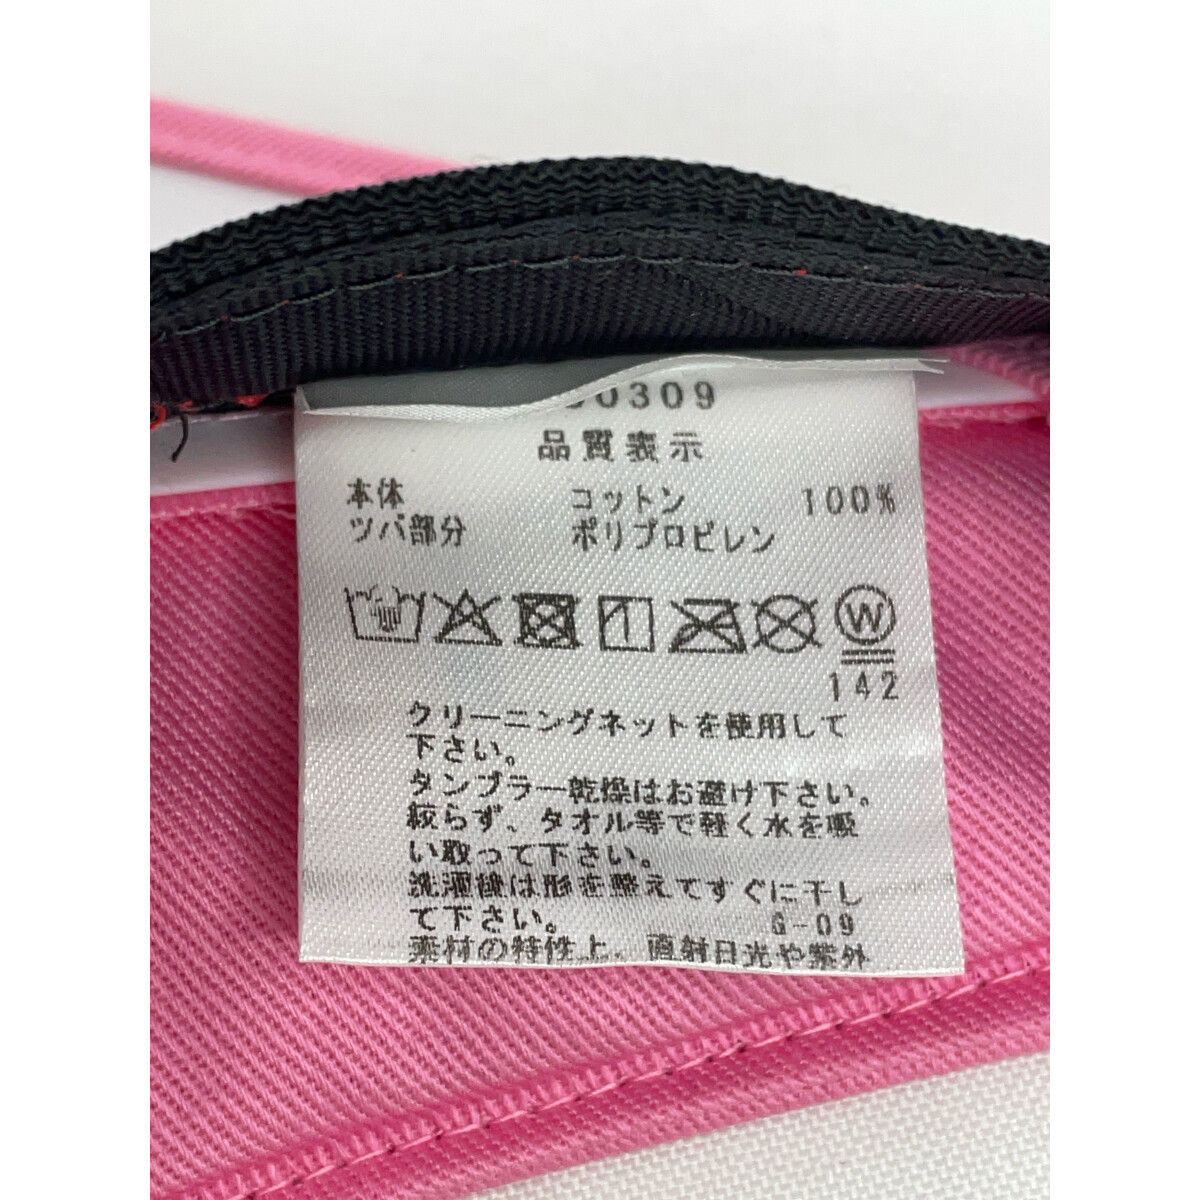 0309
品質表示
本体 コットン 100%
ツバ部分 ポリプロピレン
W
142
クリーニングネットを使用して
下さい。
タンブラー乾燥はお避け下さい。
絞らず、タオル等で軽く水を吸
い取って下さい。
洗濯後は形を整えてすぐに干し
て下さい。 G-09
素材の特性上、直射日光や紫外